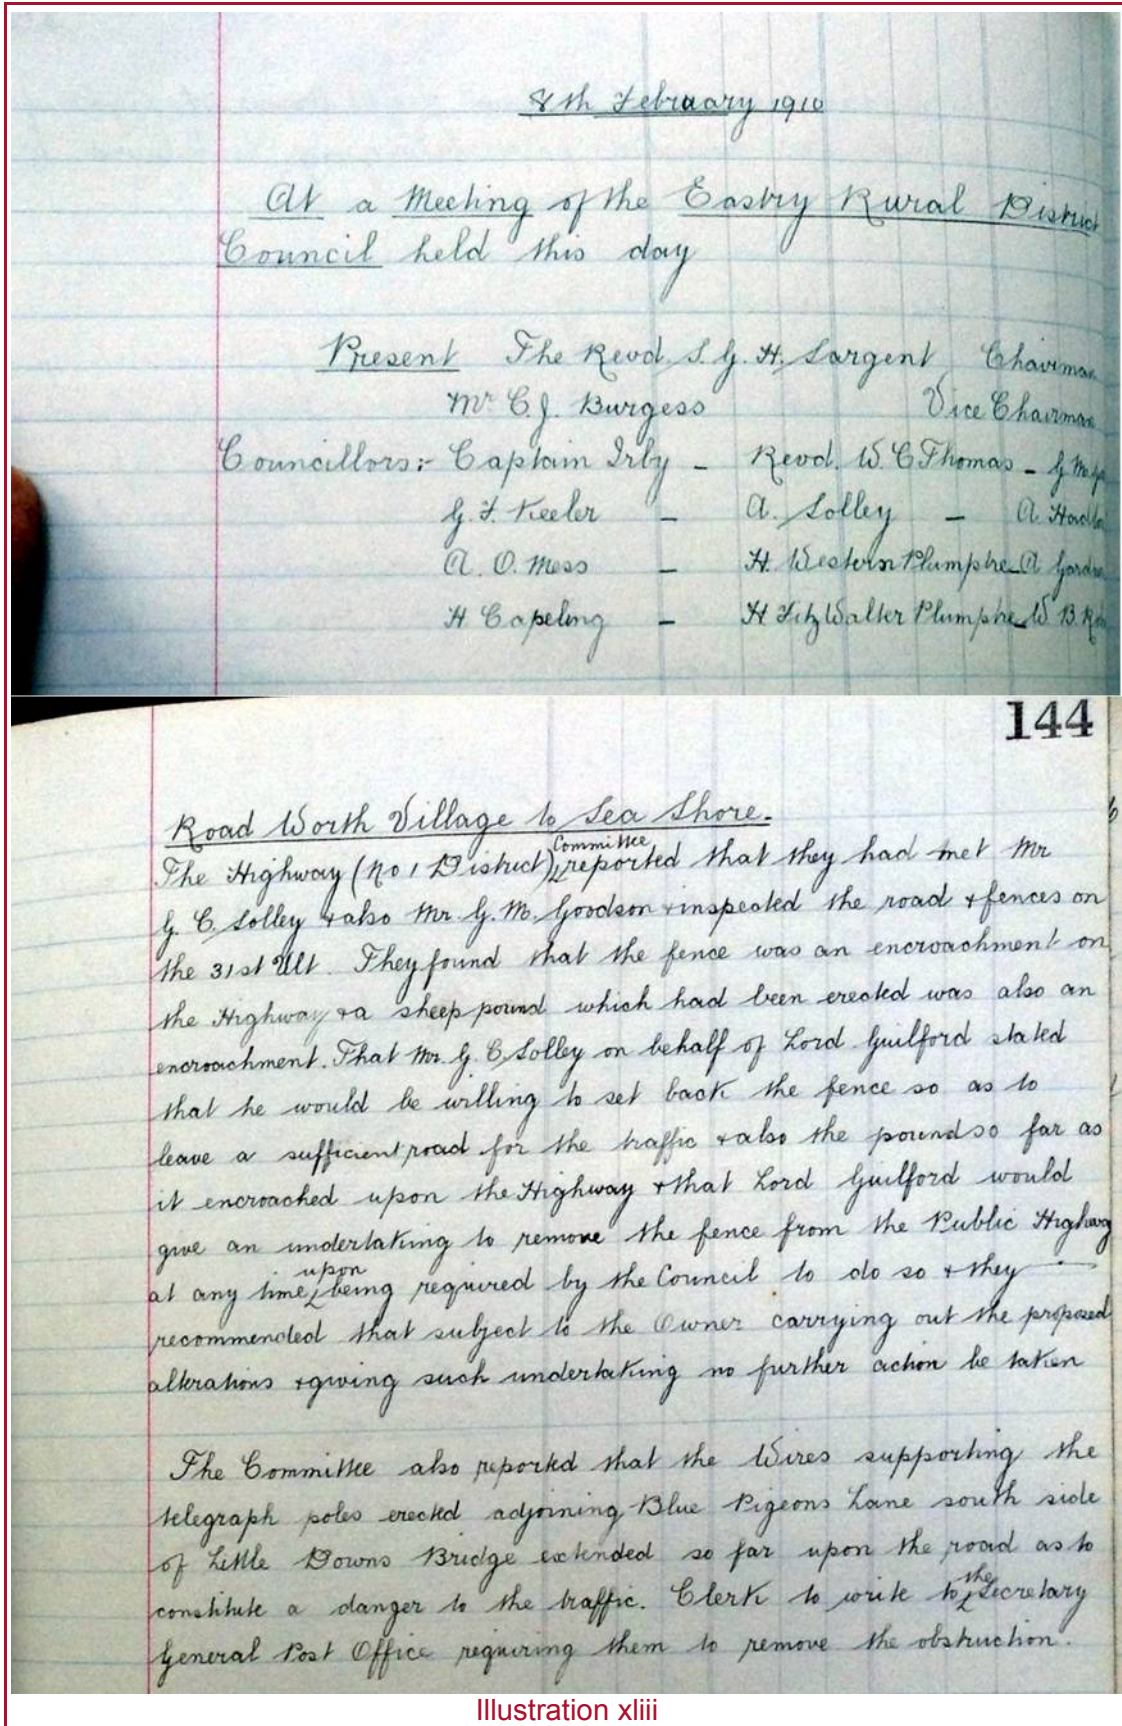 8th February 1910
At a Meeting of the Eastry Rural District
Council held this day
Present The Revd. S. G. H. Sargent Chairman
Mr C. J. Burgess Vice Chairman
Councillors:- Captain Irby - Revd. W. C Thomas - G
G. F. Keeler - A. Solley - A.
A. O. Mess - H. Western Plumptre - A
H Capeling - H FitzWalter Plumptre - W B.
144
Road Worth Village to Sea Shore.
The Highway (No 1 District) Committee reported that they had met Mr
G. C. Solley & also Mr. G. M. Goodson & inspected the road & fences on
the 31st Ult. They found that the fence was an encroachment on
the Highway & a sheep pound which had been erected was also an
encroachment. That Mr. G. C. Solley on behalf of Lord Guilford stated
that he would be willing to set back the fence so as to
leave a sufficient road for the traffic & also the pound so far as
it encroached upon the Highway & that Lord Guilford would
give an undertaking to remove the fence from the Public Highway
at any time upon being required by the Council to do so & they
recommended that subject to the Owner carrying out the proposed
alterations & giving such undertaking no further action be taken
The Committee also reported that the Wires supporting the
telegraph poles erected adjoining Blue Pigeons Lane south side
of Little Downs Bridge extended so far upon the road as to
constitute a danger to the traffic. Clerk to write to the Secretary
General Post Office requiring them to remove the obstruction.
Illustration xliii